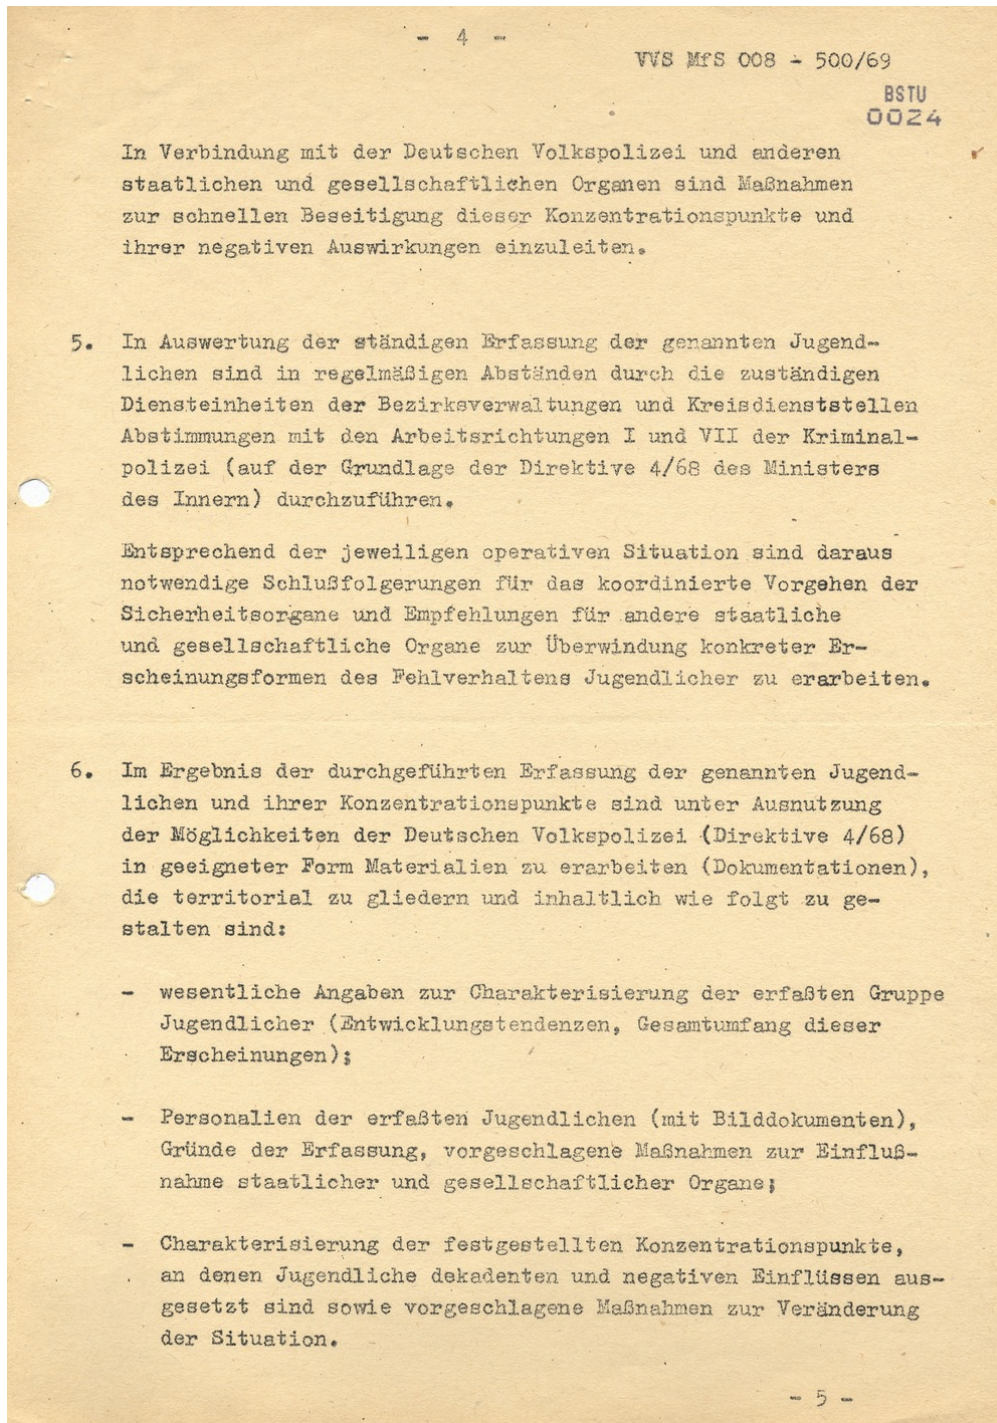 - 4 -
VVS MfS 008 - 500/69
BSTU
0024
In Verbindung mit der Deutschen Volkspolizei und anderen
staatlichen und gesellschaftlichen Organen sind Maßnahmen
zur schnellen Beseitigung dieser Konzentrationspunkte und
ihrer negativen Auswirkungen einzuleiten.
5. In Auswertung der ständigen Erfassung der genannten Jugend-
lichen sind in regelmäßigen Abständen durch die zuständigen
Diensteinheiten der Bezirksverwaltungen und Kreisdienststellen
Abstimmungen mit den Arbeitsrichtungen I und VII der Kriminal-
polizei (auf der Grundlage der Direktive 4/68 des Ministers
des Innern) durchzuführen.
Entsprechend der jeweiligen operativen Situation sind daraus
notwendige Schlußfolgerungen für das koordinierte Vorgehen der
Sicherheitsorgane und Empfehlungen für andere staatliche
und gesellschaftliche Organe zur Überwindung konkreter Er-
scheinungsformen des Fehlverhaltens Jugendlicher zu erarbeiten.
6. Im Ergebnis der durchgeführten Erfassung der genannten Jugend-
lichen und ihrer Konzentrationspunkte sind unter Ausnutzung
der Möglichkeiten der Deutschen Volkspolizei (Direktive 4/68)
in geeigneter Form Materialien zu erarbeiten (Dokumentationen),
die territorial zu gliedern und inhaltlich wie folgt zu ge-
stalten sind:
- wesentliche Angaben zur Charakterisierung der erfaßten Gruppe
Jugendlicher (Entwicklungstendenzen, Gesamtumfang dieser
Erscheinungen);
- Personalien der erfaßten Jugendlichen (mit Bilddokumenten),
Gründe der Erfassung, vorgeschlagene Maßnahmen zur Einfluß-
nahme staatlicher und gesellschaftlicher Organe;
- Charakterisierung der festgestellten Konzentrationspunkte,
an denen Jugendliche dekadenten und negativen Einflüssen aus-
gesetzt sind sowie vorgeschlagene Maßnahmen zur Veränderung
der Situation.
- 5 -